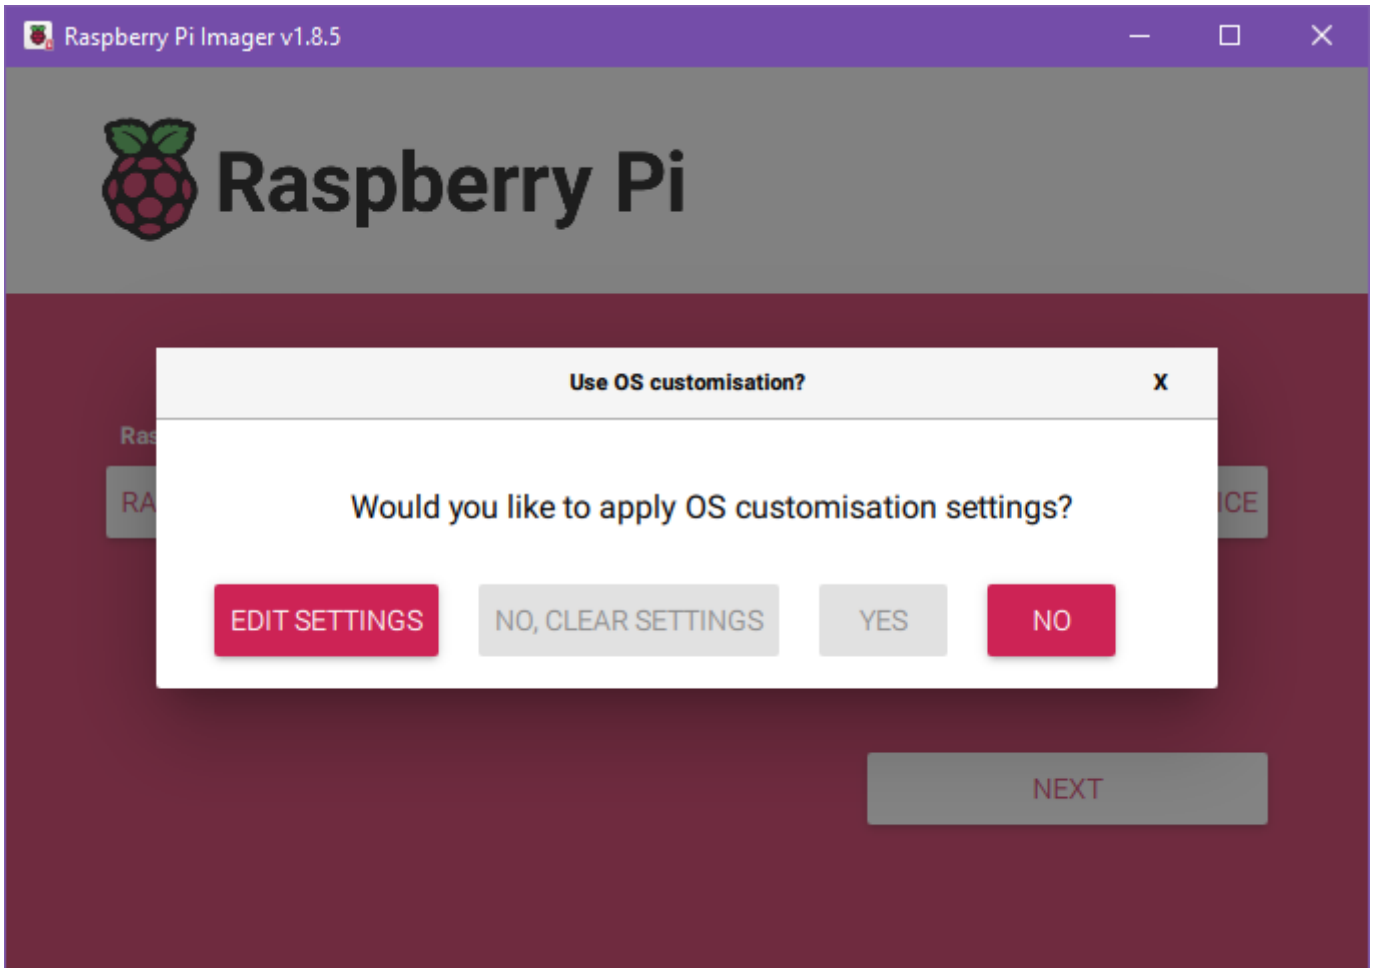 Raspberry Pi Imager v1.8.5
Raspberry Pi
Use OS customisation?
X
Would you like to apply OS customisation settings?
EDIT SETTINGS
NO, CLEAR SETTINGS
YES
NO
NEXT